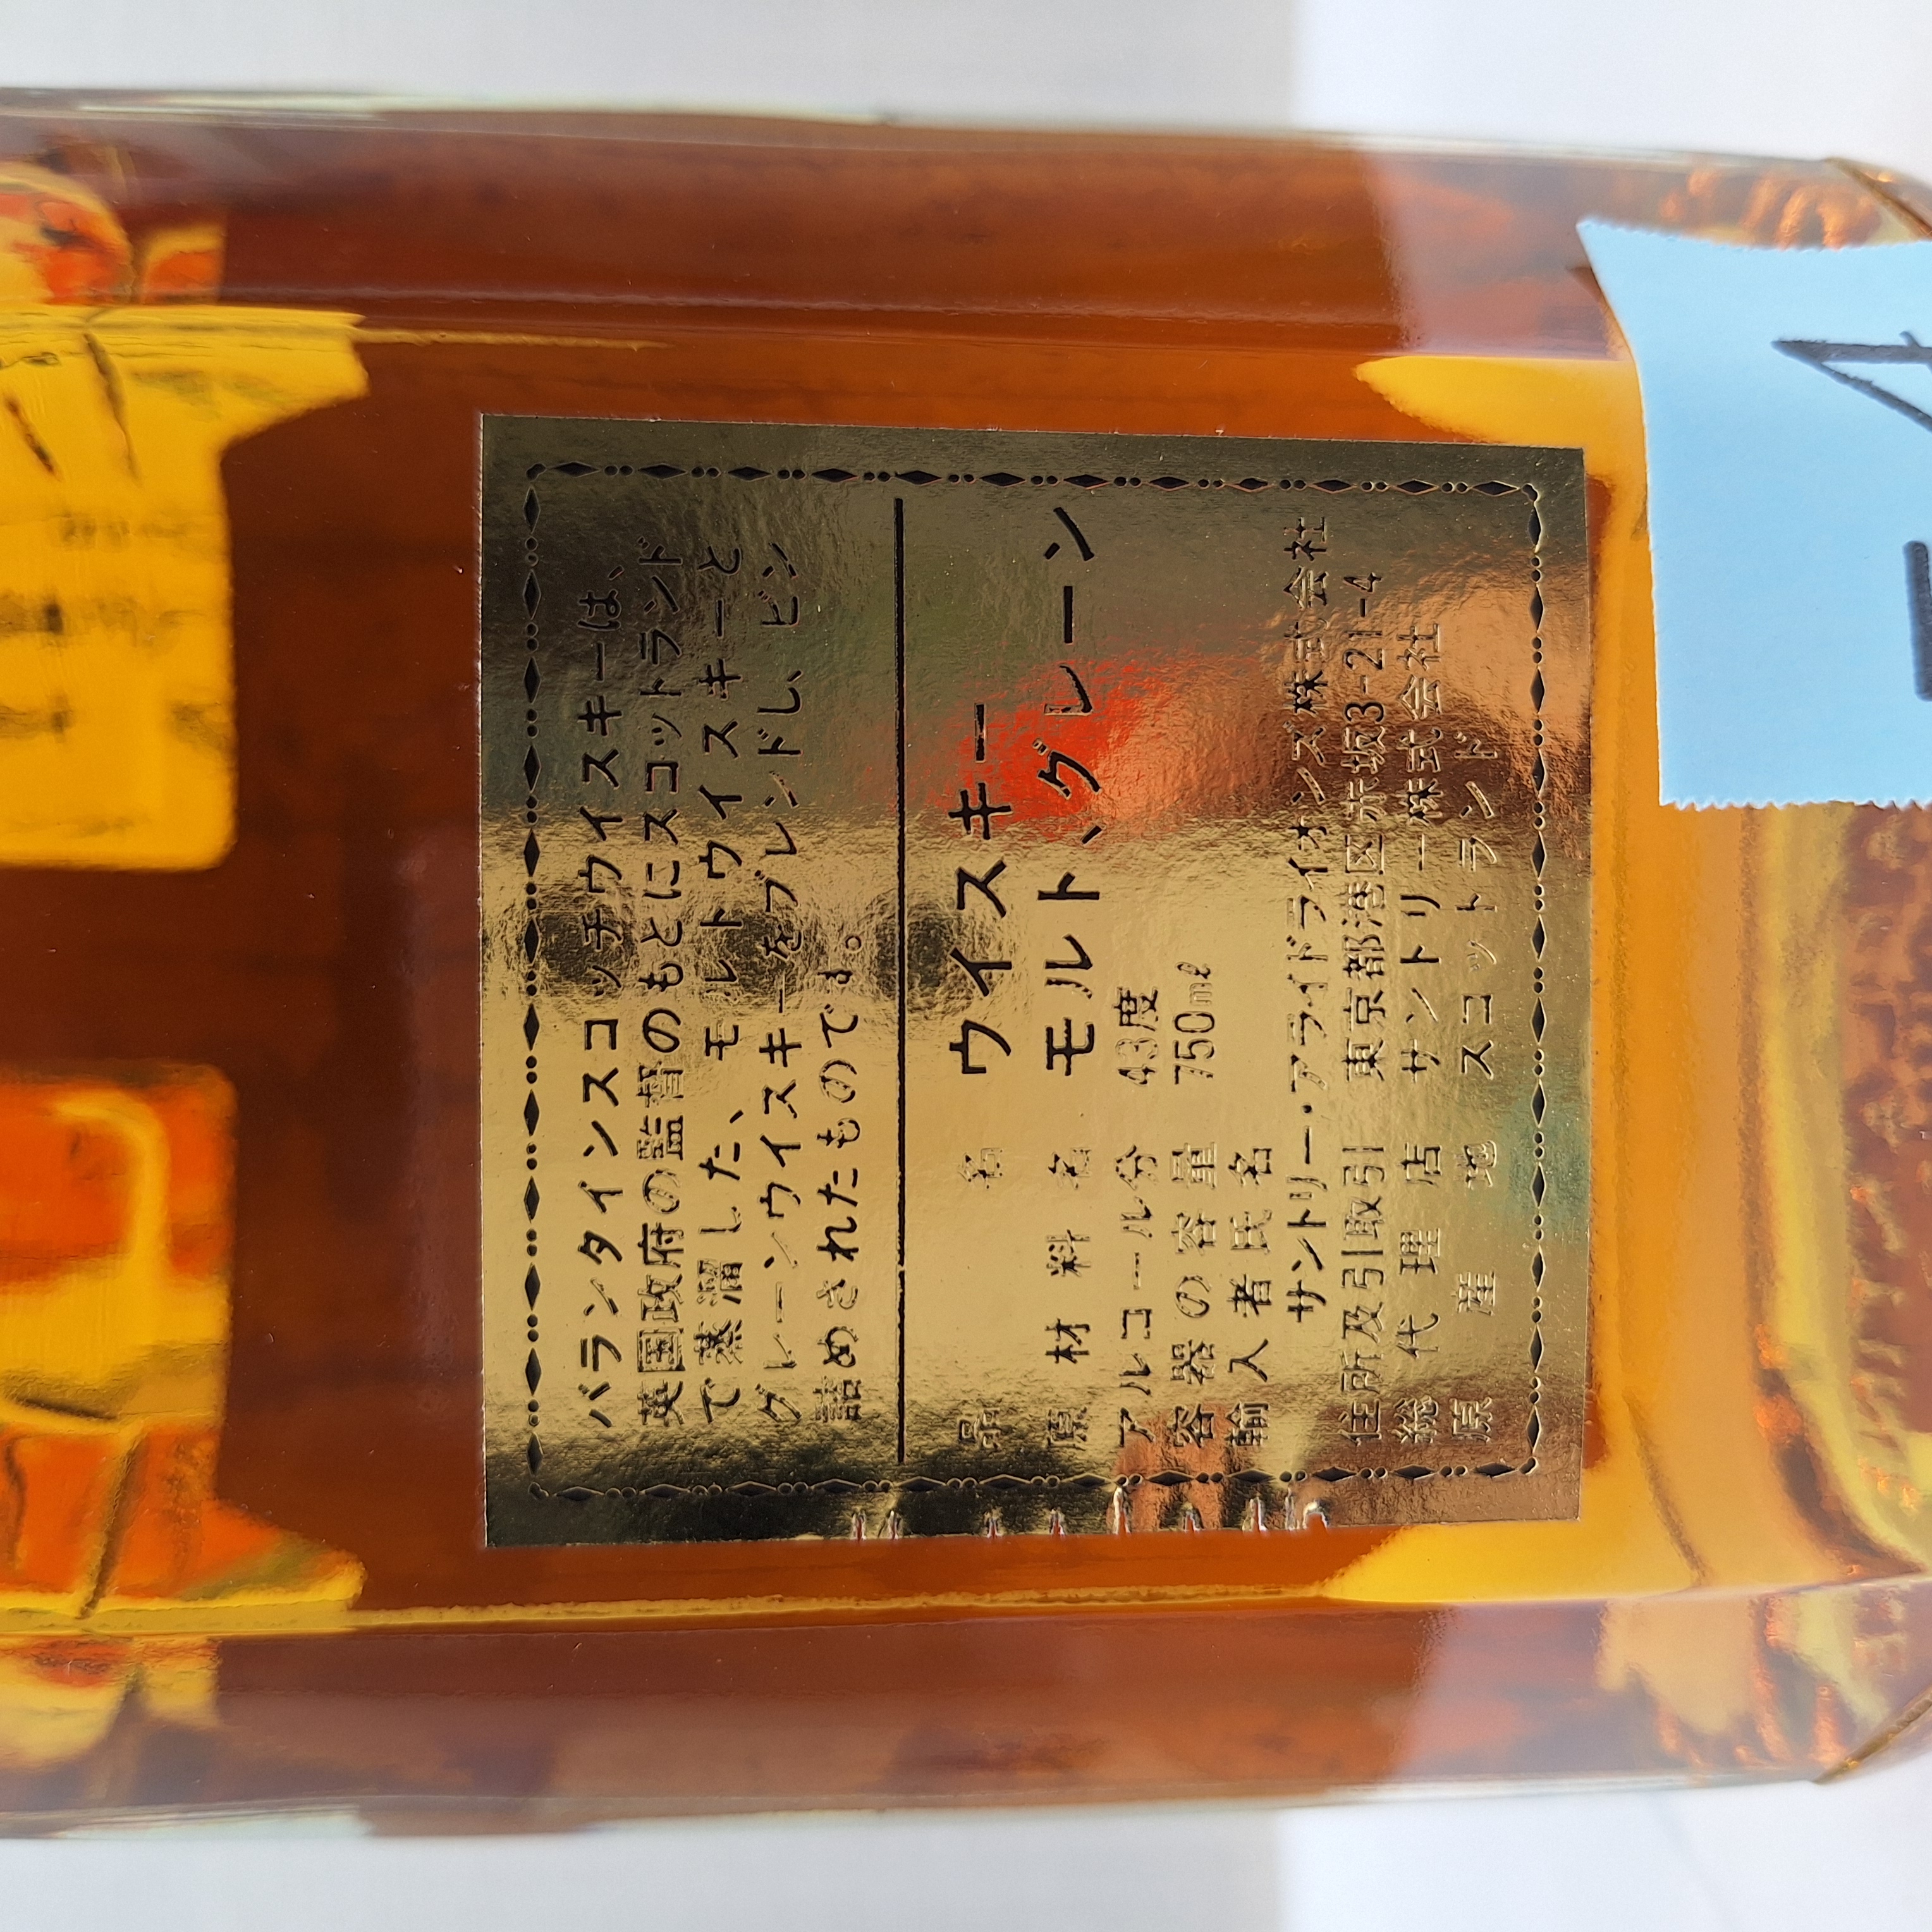 バランタインスコッチウイスキーは、
英国政府の監督のもとにスコットランド
で蒸溜した、モルトウイスキーと
グレーンウイスキーをブレンドし、ビン
詰めされたものです。
品名 ウイスキー
原材料名 モルト、グレーン
アルコール分 43度
容器の容量 750mℓ
輸入者氏名
サントリー・アライドライオンズ株式会社
住所及引取引 東京都港区赤坂3-21-4
総代理店 サントリー株式会社
原産地 スコットランド